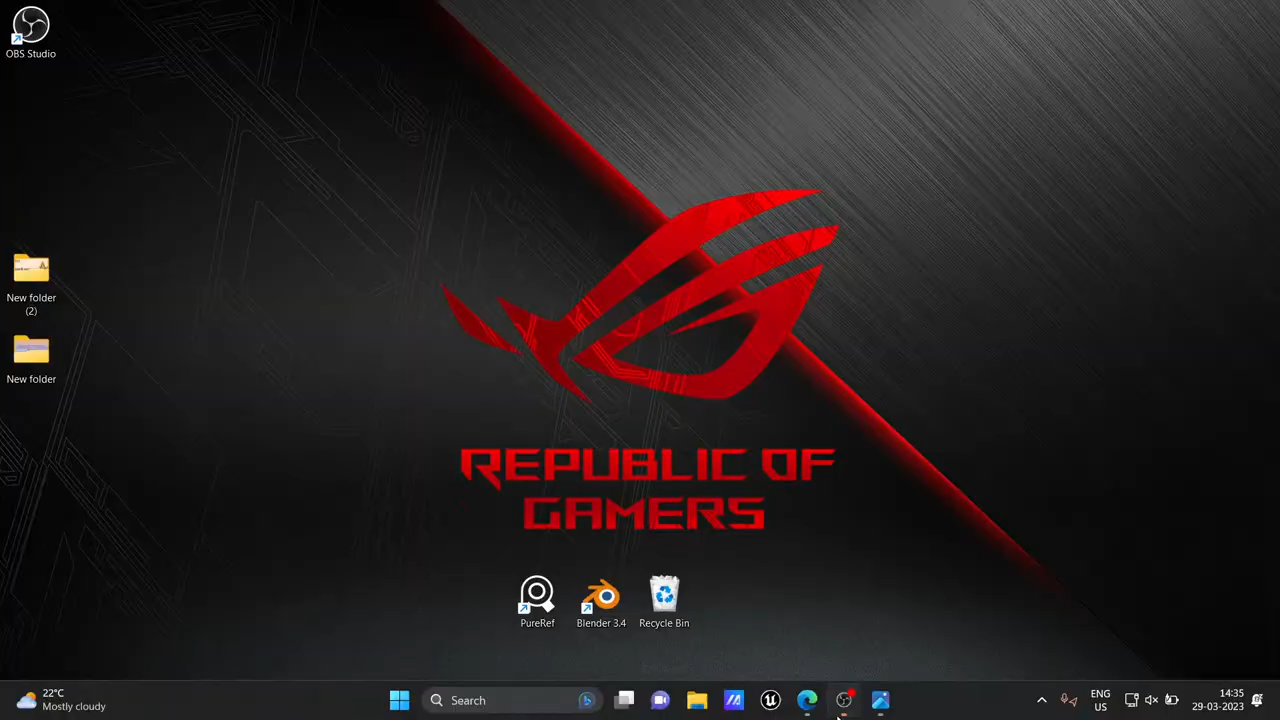 OBS Studio
New folder
(2)
New folder
REPUBLIC OF
GAMERS
PureRef
Blender 3.4
Recycle Bin
22°C
Mostly cloudy
Search
ENG
US
14:35
29-03-2023